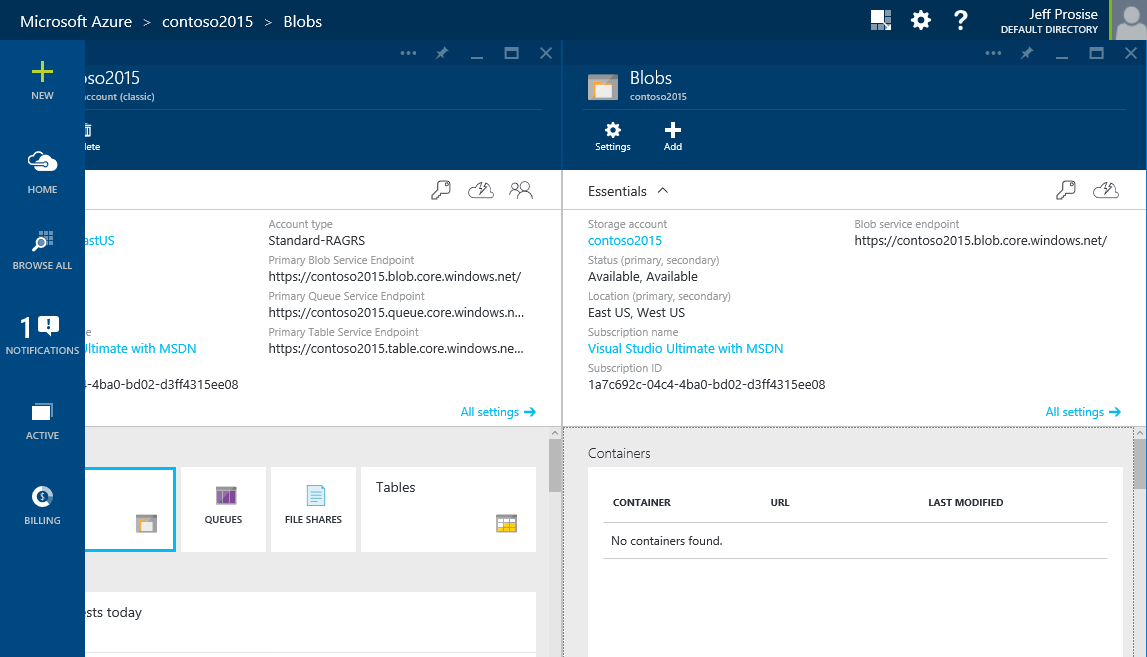 Microsoft Azure > contoso2015 > Blobs
Jeff Prosise
DEFAULT DIRECTORY
NEW
HOME
BROWSE ALL
1
NOTIFICATIONS
ACTIVE
BILLING
oso2015
account (classic)
lete
astUS
e
Ultimate with MSDN
4-4ba0-bd02-d3ff4315ee08
Account type
Standard-RAGRS
Primary Blob Service Endpoint
https://contoso2015.blob.core.windows.net/
Primary Queue Service Endpoint
https://contoso2015.queue.core.windows.n...
Primary Table Service Endpoint
https://contoso2015.table.core.windows.ne...
All settings
QUEUES
FILE SHARES
Tables
ests today
Blobs
contoso2015
Settings
Add
Essentials
Storage account
contoso2015
Status (primary, secondary)
Available, Available
Location (primary, secondary)
East US, West US
Subscription name
Visual Studio Ultimate with MSDN
Subscription ID
1a7c692c-04c4-4ba0-bd02-d3ff4315ee08
Blob service endpoint
https://contoso2015.blob.core.windows.net/
All settings
Containers
CONTAINER URL LAST MODIFIED
No containers found.